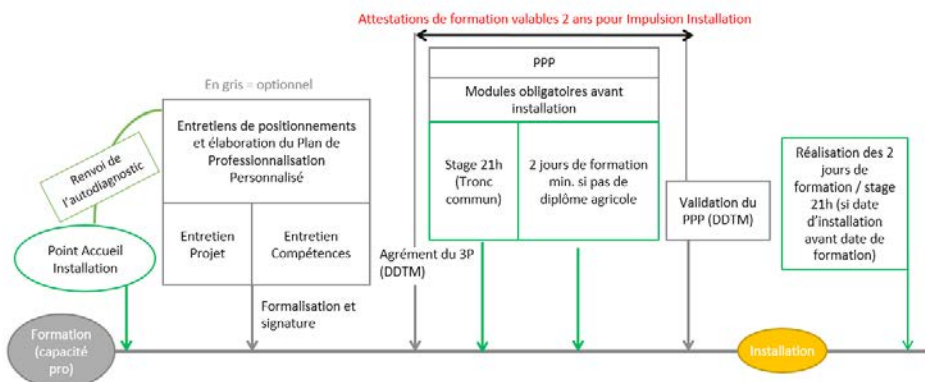 Attestations de formation valables 2 ans pour Impulsion Installation
En gris = optionnel
Renvoi de
l'autodiagnostic
Point Accueil
Installation
Entretiens de positionnements
et élaboration du Plan de
Professionnalisation
Personnalisé
Entretien
Projet
Entretien
Compétences
Formalisation et
signature
Agrément du 3P
(DDTM)
PPP
Modules obligatoires avant
installation
Stage 21h
(Tronc
commun)
2 jours de formation
min. si pas de
diplôme agricole
Validation du
PPP (DDTM)
Réalisation des 2
jours de
formation / stage
21h (si date
d'installation
avant date de
formation)
Formation
(capacité
pro)
Installation